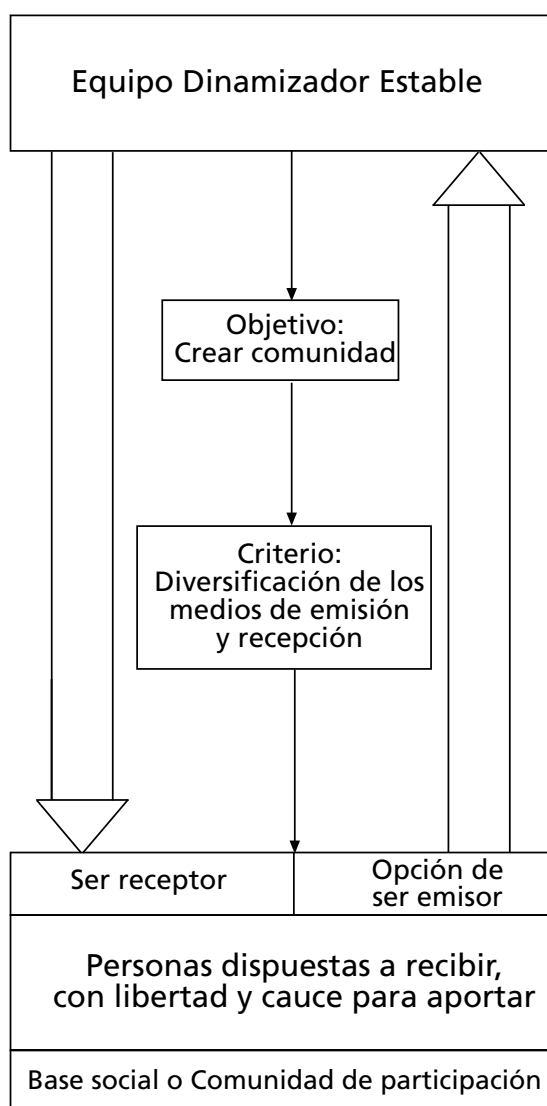 Equipo Dinamizador Estable
Objetivo:
Crear comunidad
Criterio:
Diversificación de los
medios de emisión
y recepción
Ser receptor
Opción de
ser emisor
Personas dispuestas a recibir,
con libertad y cauce para aportar
Base social o Comunidad de participación